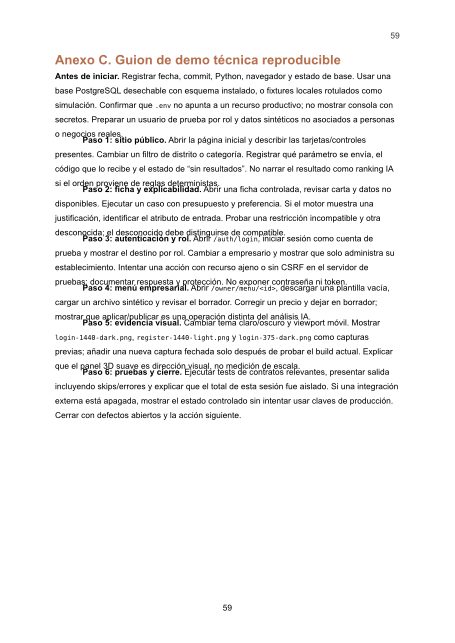 59
Anexo C. Guion de demo técnica reproducible
Antes de iniciar. Registrar fecha, commit, Python, navegador y estado de base. Usar una
base PostgreSQL desechable con esquema instalado, o fixtures locales rotulados como
simulación. Confirmar que .env no apunta a un recurso productivo; no mostrar consola con
secretos. Preparar un usuario de prueba por rol y datos sintéticos no asociados a personas
o negocios reales.
Paso 1: sitio público. Abrir la página inicial y describir las tarjetas/controles
presentes. Cambiar un filtro de distrito o categoría. Registrar qué parámetro se envía, el
código que lo recibe y el estado de “sin resultados”. No narrar el resultado como ranking IA
si el orden proviene de reglas deterministas.
Paso 2: ficha y explicabilidad. Abrir una ficha controlada, revisar carta y datos no
disponibles. Ejecutar un caso con presupuesto y preferencia. Si el motor muestra una
justificación, identificar el atributo de entrada. Probar una restricción incompatible y otra
desconocida; el desconocido debe distinguirse de compatible.
Paso 3: autenticación y rol. Abrir /auth/login, iniciar sesión como cuenta de
prueba y mostrar el destino por rol. Cambiar a empresario y mostrar que solo administra su
establecimiento. Intentar una acción con recurso ajeno o sin CSRF en el servidor de
pruebas; documentar respuesta y protección. No exponer contraseña ni token.
Paso 4: menú empresarial. Abrir /owner/menu/<id>, descargar una plantilla vacía,
cargar un archivo sintético y revisar el borrador. Corregir un precio y dejar en borrador;
mostrar que aplicar/publicar es una operación distinta del análisis IA.
Paso 5: evidencia visual. Cambiar tema claro/oscuro y viewport móvil. Mostrar
login-1440-dark.png, register-1440-light.png y login-375-dark.png como capturas
previas; añadir una nueva captura fechada solo después de probar el build actual. Explicar
que el panel 3D suave es dirección visual, no medición de escala.
Paso 6: pruebas y cierre. Ejecutar tests de contratos relevantes, presentar salida
incluyendo skips/errores y explicar que el total de esta sesión fue aislado. Si una integración
externa está apagada, mostrar el estado controlado sin intentar usar claves de producción.
Cerrar con defectos abiertos y la acción siguiente.
59